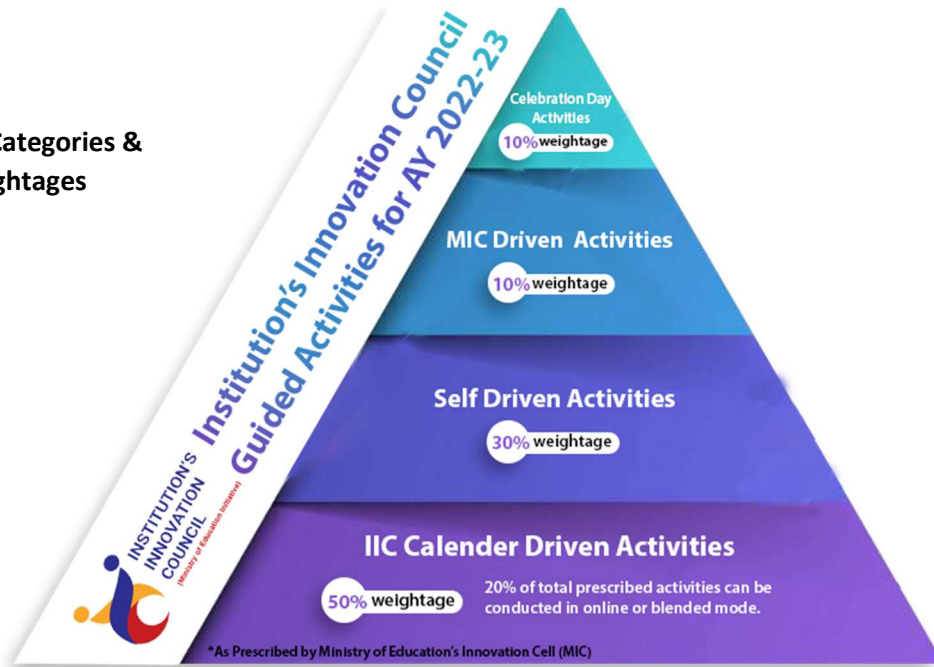 Categories &
ghtages
Institution's Innovation Council
Guided Activities for AY 2022-23
INSTITUTION'S
INNOVATION
COUNCIL
(Ministry of Education Initiative)
Celebration Day
Activities
10% weightage
MIC Driven Activities
10% weightage
Self Driven Activities
30% weightage
IIC Calender Driven Activities
50% weightage
20% of total prescribed activities can be
conducted in online or blended mode.
*As Prescribed by Ministry of Education's Innovation Cell (MIC)